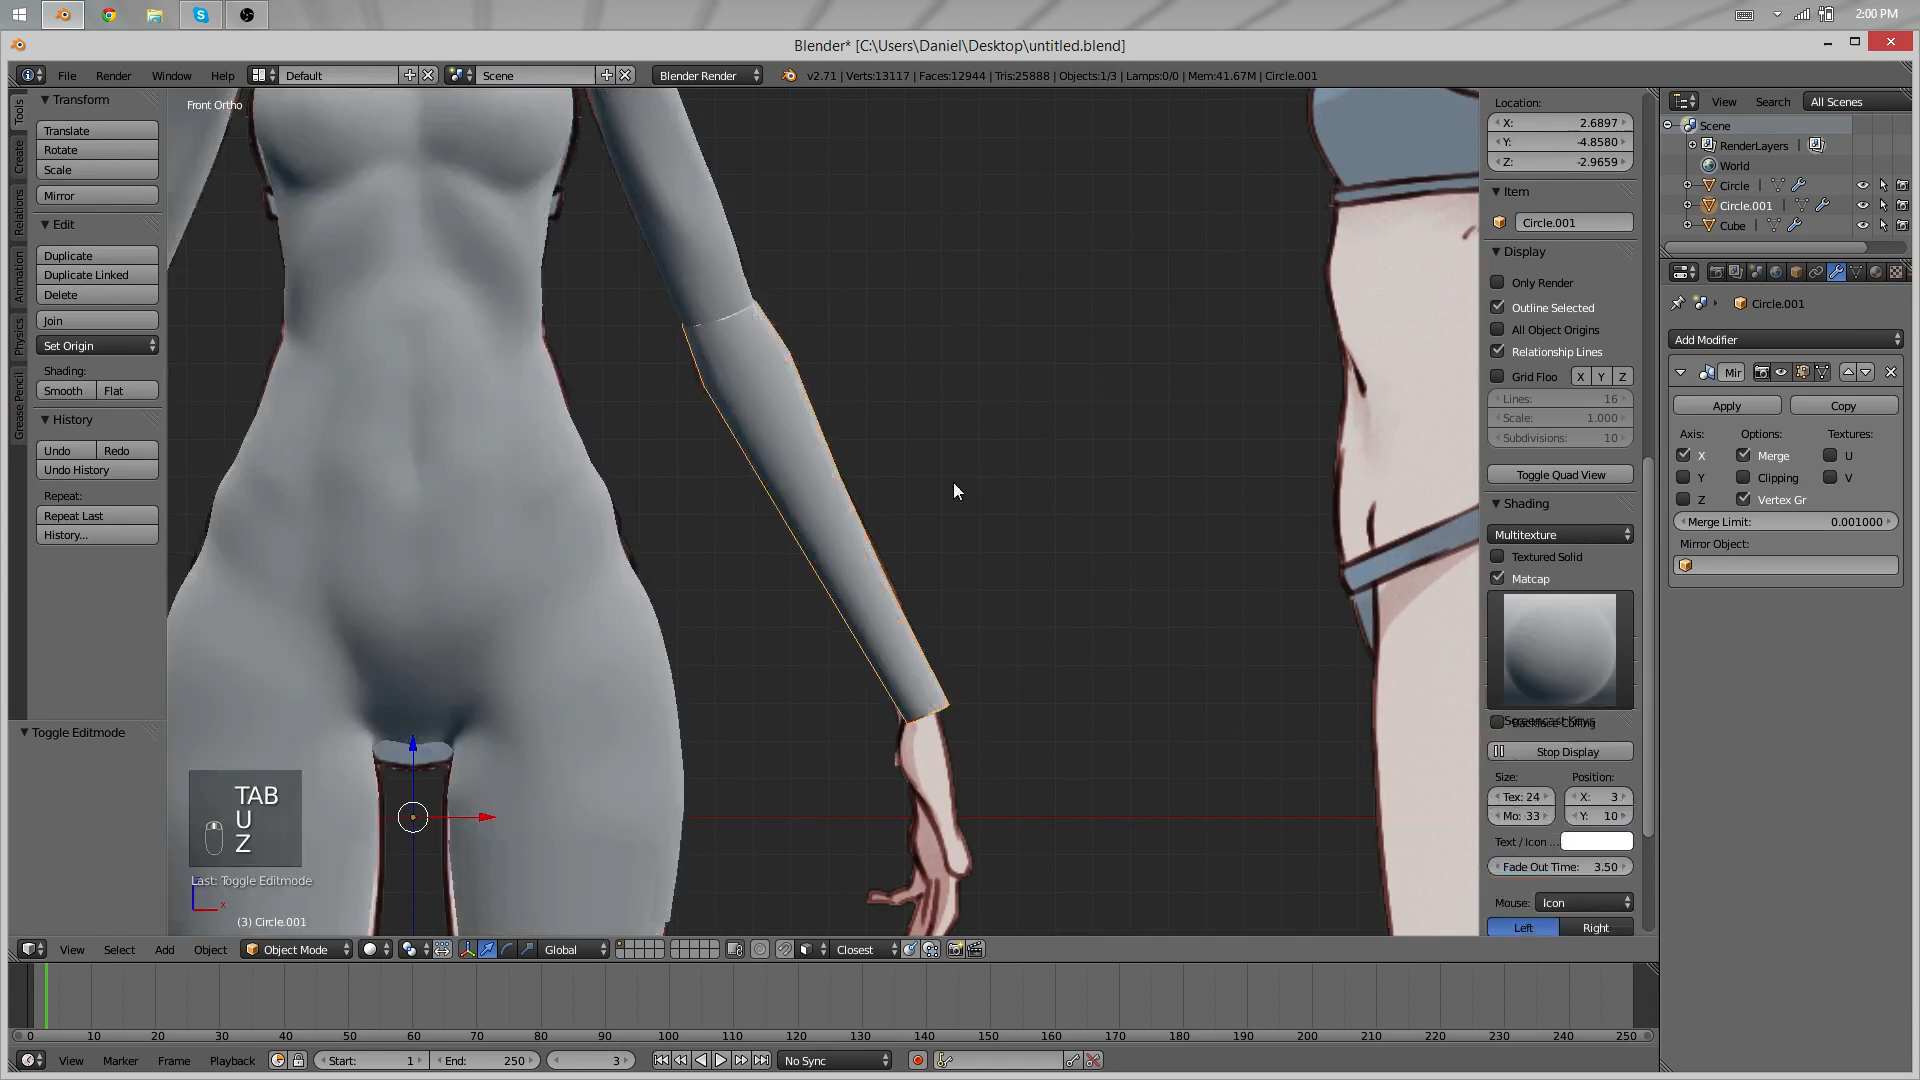 2:00 PM
Blender* [C:\Users\Daniel\Desktop\untitled.blend]
File Render Window Help Default Scene Blender Render v2.71 | Verts:13117 | Faces:12944 | Tris:25888 | Objects:1/3 | Lamps:0/0 | Mem:41.67M | Circle.001
Tools
Create
Relations
Animation
Physics
Grease Pencil
Transform
Translate
Rotate
Scale
Mirror
Edit
Duplicate
Duplicate Linked
Delete
Join
Set Origin
Shading:
Smooth Flat
History
Undo Redo
Undo History
Repeat:
Repeat Last
History...
Toggle Editmode
Front Ortho
TAB
U
Z
Last: Toggle Editmode
x
(3) Circle.001
Location:
X: 2.6897
Y: -4.8580
Z: -2.9659
Item
Circle.001
Display
Only Render
Outline Selected
All Object Origins
Relationship Lines
Grid Floo X Y Z
Lines: 16
Scale: 1.000
Subdivisions: 10
Toggle Quad View
Shading
Multitexture
Textured Solid
Matcap
Stop Display
Size: Position:
Tex: 24 X: 3
Mo: 33 Y: 10
Text / Icon ...
Fade Out Time: 3.50
Mouse: Icon
Left Right
View Search All Scenes
Scene
RenderLayers
World
Circle
Circle.001
Cube
Circle.001
Add Modifier
Mir
Apply Copy
Axis: Options: Textures:
X Merge U
Y Clipping V
Z Vertex Gr
Merge Limit: 0.001000
Mirror Object:
View Select Add Object Object Mode Global Closest
0 10 20 30 40 50 60 70 80 90 100 110 120 130 140 150 160 170 180 190 200 210 220 230 240 250
View Marker Frame Playback Start: 1 End: 250 3 No Sync